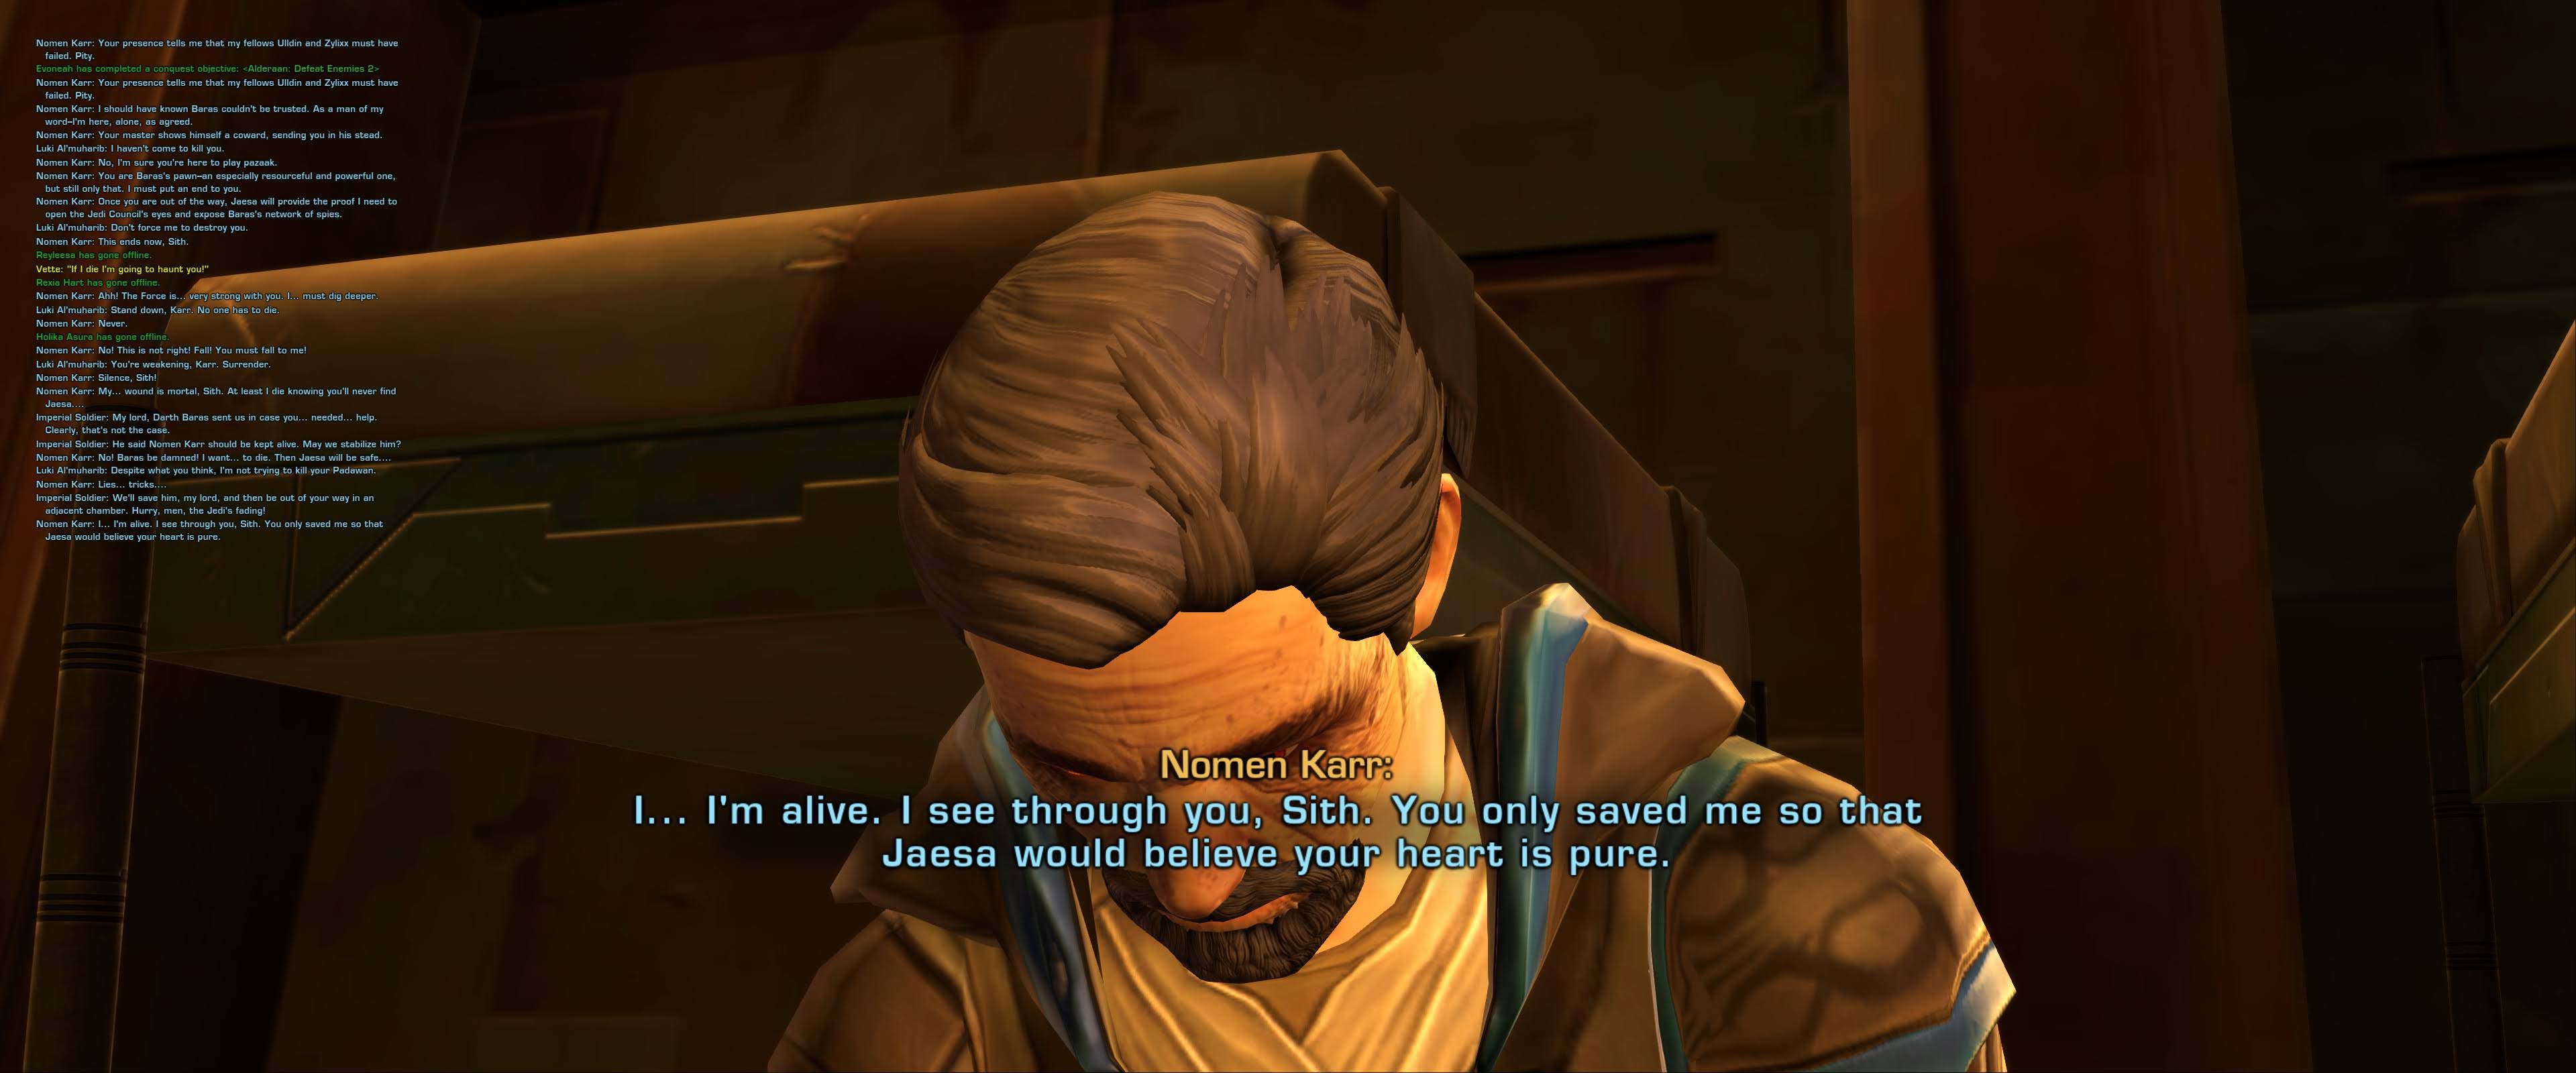 Nomen Karr: Your presence tells me that my fellows Ulldin and Zylixx must have
failed. Pity.
Evoneah has completed a conquest objective: <Alderaan: Defeat Enemies 2>
Nomen Karr: Your presence tells me that my fellows Ulldin and Zylixx must have
failed. Pity.
Nomen Karr: I should have known Baras couldn't be trusted. As a man of my
word–I'm here, alone, as agreed.
Nomen Karr: Your master shows himself a coward, sending you in his stead.
Luki Al'muharib: I haven't come to kill you.
Nomen Karr: No, I'm sure you're here to play pazaak.
Nomen Karr: You are Baras's pawn–an especially resourceful and powerful one,
but still only that. I must put an end to you.
Nomen Karr: Once you are out of the way, Jaesa will provide the proof I need to
open the Jedi Council's eyes and expose Baras's network of spies.
Luki Al'muharib: Don't force me to destroy you.
Nomen Karr: This ends now, Sith.
Reyleesa has gone offline.
Vette: "If I die I'm going to haunt you!"
Rexia Hart has gone offline.
Nomen Karr: Ahh! The Force is... very strong with you. I... must dig deeper.
Luki Al'muharib: Stand down, Karr. No one has to die.
Nomen Karr: Never.
Holika Asura has gone offline.
Nomen Karr: No! This is not right! Fall! You must fall to me!
Luki Al'muharib: You're weakening, Karr. Surrender.
Nomen Karr: Silence, Sith!
Nomen Karr: My... wound is mortal, Sith. At least I die knowing you'll never find
Jaesa....
Imperial Soldier: My lord, Darth Baras sent us in case you... needed... help.
Clearly, that's not the case.
Imperial Soldier: He said Nomen Karr should be kept alive. May we stabilize him?
Nomen Karr: No! Baras be damned! I want... to die. Then Jaesa will be safe....
Luki Al'muharib: Despite what you think, I'm not trying to kill your Padawan.
Nomen Karr: Lies... tricks....
Imperial Soldier: We'll save him, my lord, and then be out of your way in an
adjacent chamber. Hurry, men, the Jedi's fading!
Nomen Karr: I... I'm alive. I see through you, Sith. You only saved me so that
Jaesa would believe your heart is pure.
Nomen Karr:
I... I'm alive. I see through you, Sith. You only saved me so that
Jaesa would believe your heart is pure.